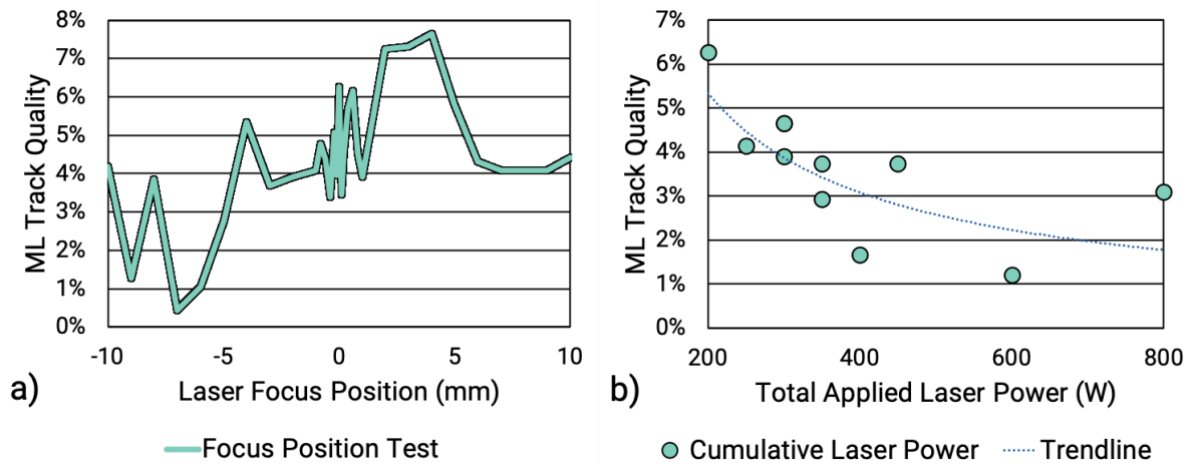 8%
7%
6%
5%
4%
3%
2%
1%
0%
ML Track Quality
-10
-5
0
5
10
a)
Laser Focus Position (mm)
Focus Position Test
7%
6%
5%
4%
3%
2%
1%
0%
ML Track Quality
200
400
600
800
b)
Total Applied Laser Power (W)
Cumulative Laser Power
Trendline